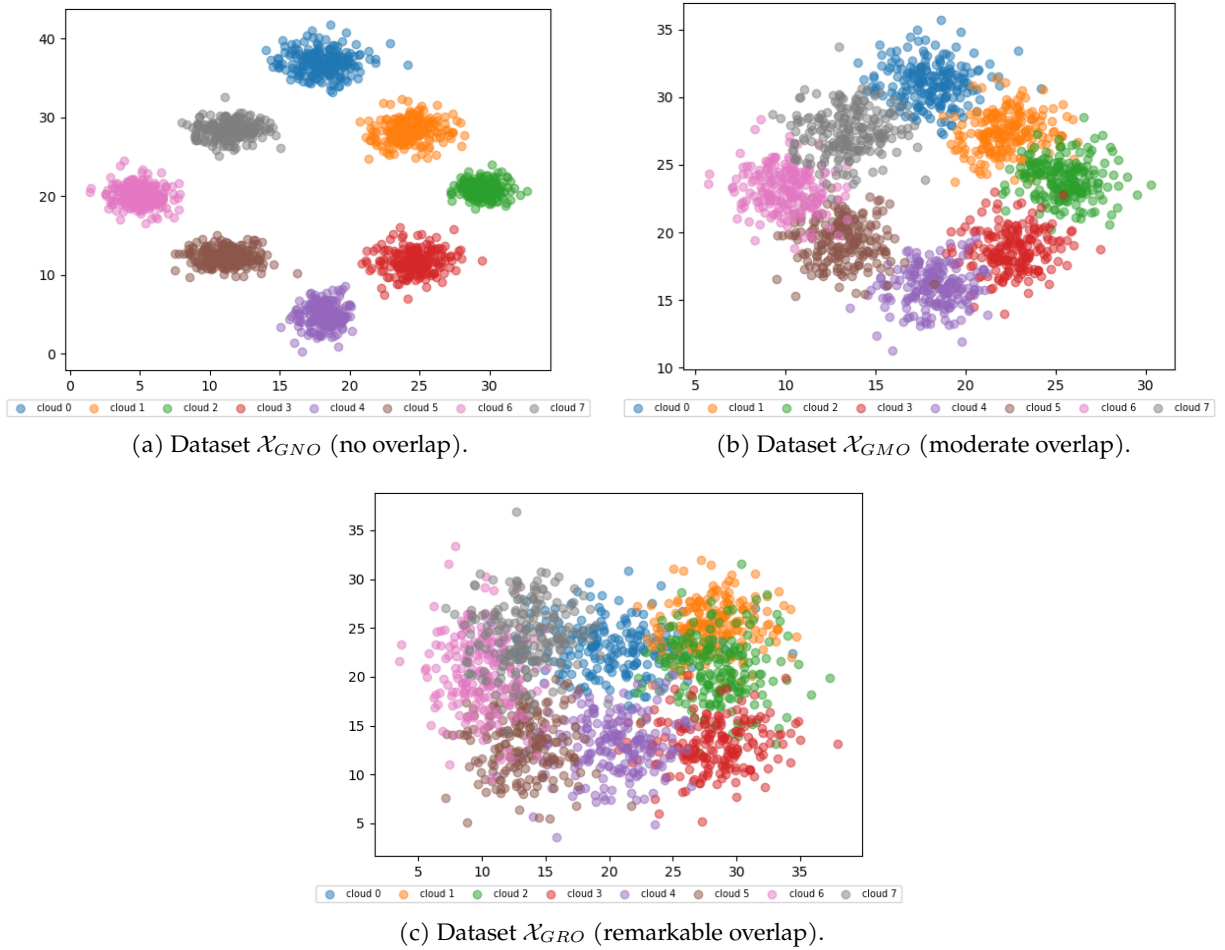 40
30
20
10
0
0 5 10 15 20 25 30
cloud 0 cloud 1 cloud 2 cloud 3 cloud 4 cloud 5 cloud 6 cloud 7
(a) Dataset 𝒳GNO (no overlap).
35
30
25
20
15
10
5 10 15 20 25 30
cloud 0 cloud 1 cloud 2 cloud 3 cloud 4 cloud 5 cloud 6 cloud 7
(b) Dataset 𝒳GMO (moderate overlap).
35
30
25
20
15
10
5
5 10 15 20 25 30 35
cloud 0 cloud 1 cloud 2 cloud 3 cloud 4 cloud 5 cloud 6 cloud 7
(c) Dataset 𝒳GRO (remarkable overlap).